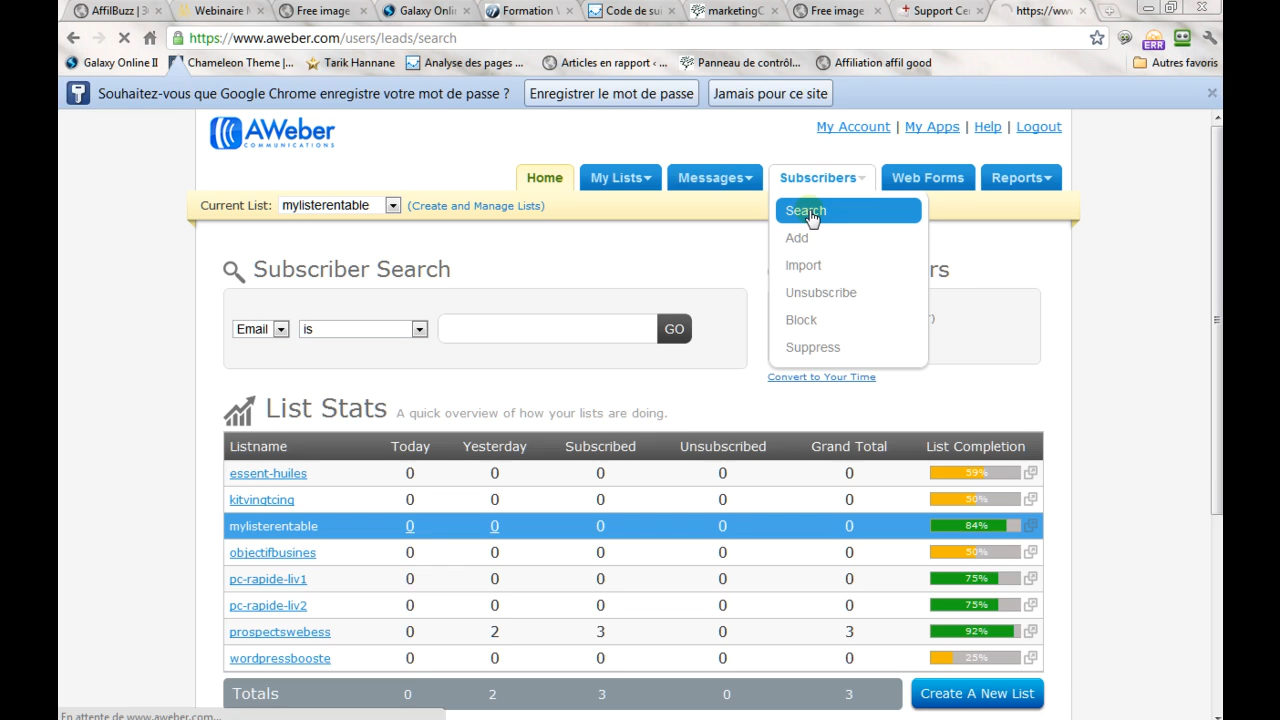 AffilBuzz | 3
Webinaire
Free image
Galaxy Onli
Formation
Code de sui
marketingC
Free image
Support Ce
https://ww
https://www.aweber.com/users/leads/search
ERR
Galaxy Online II
Chameleon Theme |...
Tarik Hannane
Analyse des pages ...
Articles en rapport ‹ ...
Panneau de contrôl...
Affiliation affil good
Autres favoris
Souhaitez-vous que Google Chrome enregistre votre mot de passe ?
Enregistrer le mot de passe
Jamais pour ce site
AWeber
COMMUNICATIONS
My Account | My Apps | Help | Logout
Home
My Lists
Messages
Subscribers
Web Forms
Reports
Current List: mylisterentable (Create and Manage Lists)
Search
Add
Import
Unsubscribe
Block
Suppress
Subscriber Search
rs
Email is GO
Convert to Your Time
List Stats A quick overview of how your lists are doing.
Listname Today Yesterday Subscribed Unsubscribed Grand Total List Completion
essent-huiles 0 0 0 0 0 59%
kitvingtcinq 0 0 0 0 0 50%
mylisterentable 0 0 0 0 0 84%
objectifbusines 0 0 0 0 0 50%
pc-rapide-liv1 0 0 0 0 0 75%
pc-rapide-liv2 0 0 0 0 0 75%
prospectswebess 0 2 3 0 3 92%
wordpressbooste 0 0 0 0 0 25%
Totals 0 2 3 0 3
Create A New List
En attente de www.aweber.com...